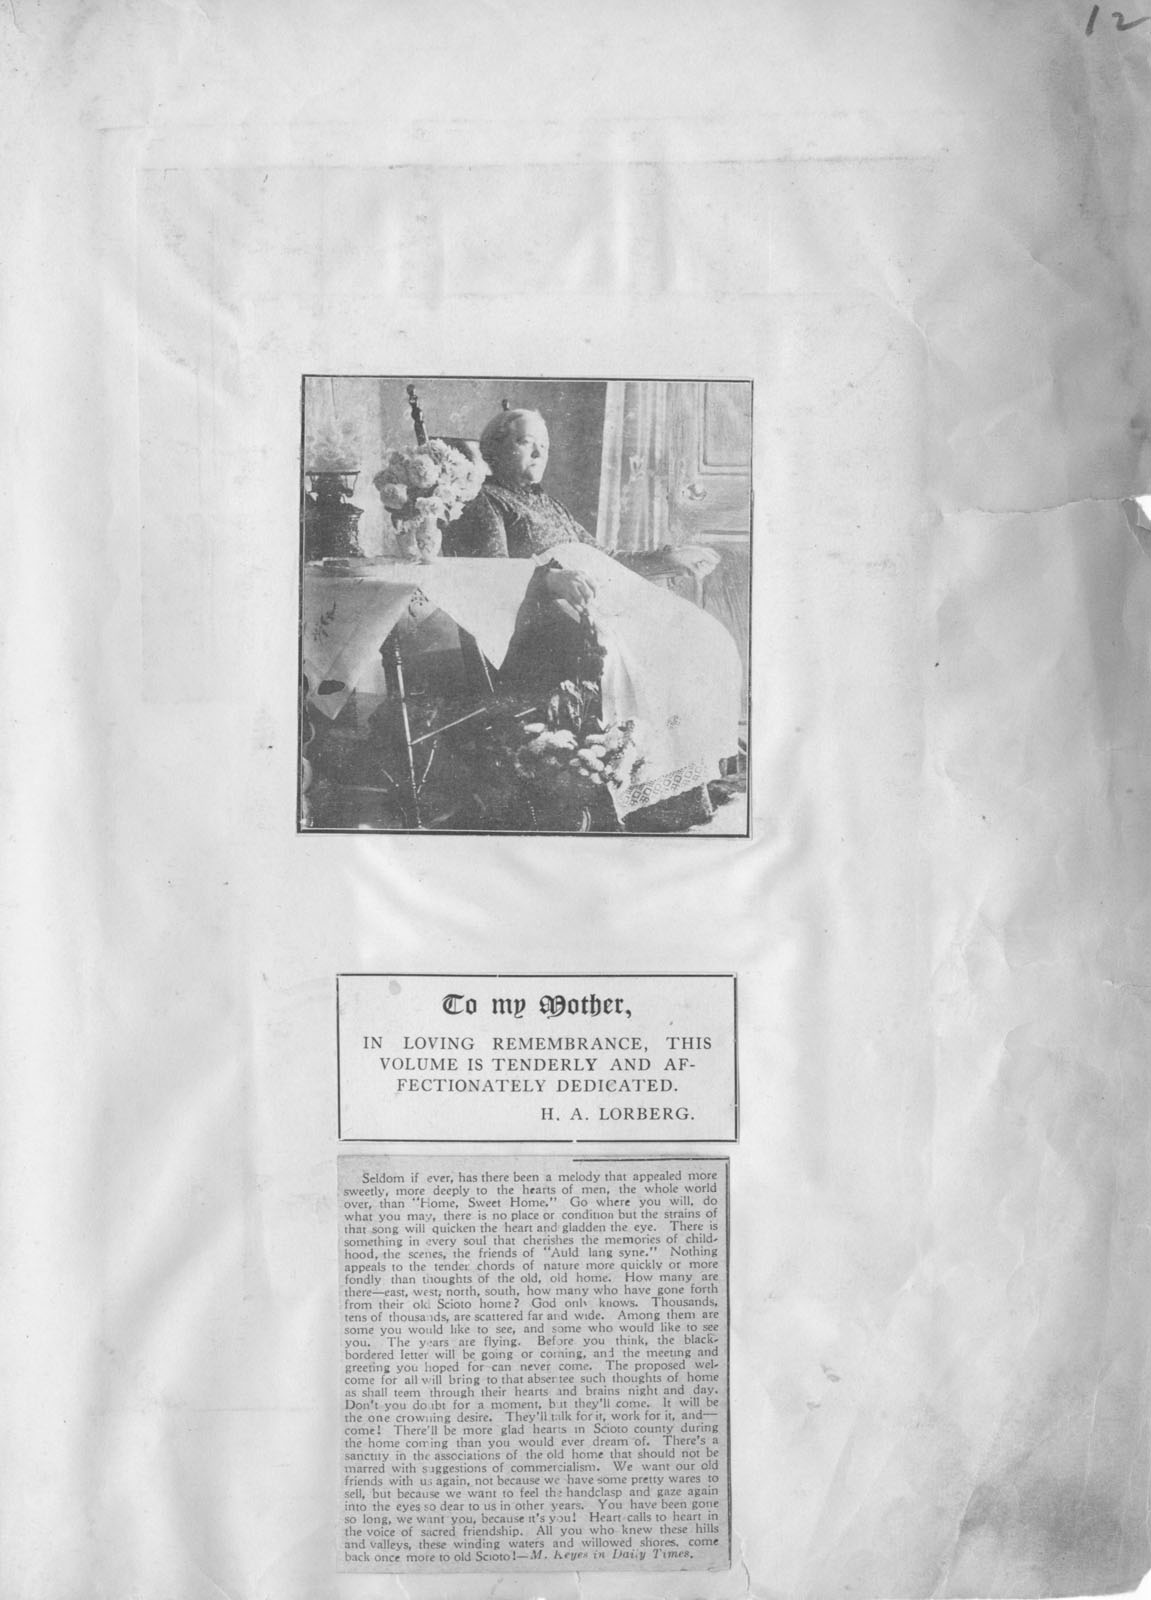 12
To my Mother,
IN LOVING REMEMBRANCE, THIS
VOLUME IS TENDERLY AND AF-
FECTIONATELY DEDICATED.
H. A. LORBERG.
Seldom if ever, has there been a melody that appealed more
sweetly, more deeply to the hearts of men, the whole world
over, than "Home, Sweet Home." Go where you will, do
what you may, there is no place or condition but the strains of
that song will quicken the heart and gladden the eye. There is
something in every soul that cherishes the memories of child-
hood, the scenes, the friends of "Auld lang syne." Nothing
appeals to the tender chords of nature more quickly or more
fondly than thoughts of the old, old home. How many are
there—east, west, north, south, how many who have gone forth
from their old Scioto home? God only knows. Thousands,
tens of thousands, are scattered far and wide. Among them are
some you would like to see, and some who would like to see
you. The years are flying. Before you think, the black-
bordered letter will be going or coming, and the meeting and
greeting you hoped for can never come. The proposed wel-
come for all will bring to that absentee such thoughts of home
as shall teem through their hearts and brains night and day.
Don't you doubt for a moment, but they'll come. It will be
the one crowning desire. They'll talk for it, work for it, and—
come! There'll be more glad hearts in Scioto county during
the home coming than you would ever dream of. There's a
sanctity in the associations of the old home that should not be
marred with suggestions of commercialism. We want our old
friends with us again, not because we have some pretty wares to
sell, but because we want to feel the handclasp and gaze again
into the eyes so dear to us in other years. You have been gone
so long, we want you, because it's you! Heart calls to heart in
the voice of sacred friendship. All you who knew these hills
and valleys, these winding waters and willowed shores, come
back once more to old Scioto!—M. Keyes in Daily Times.